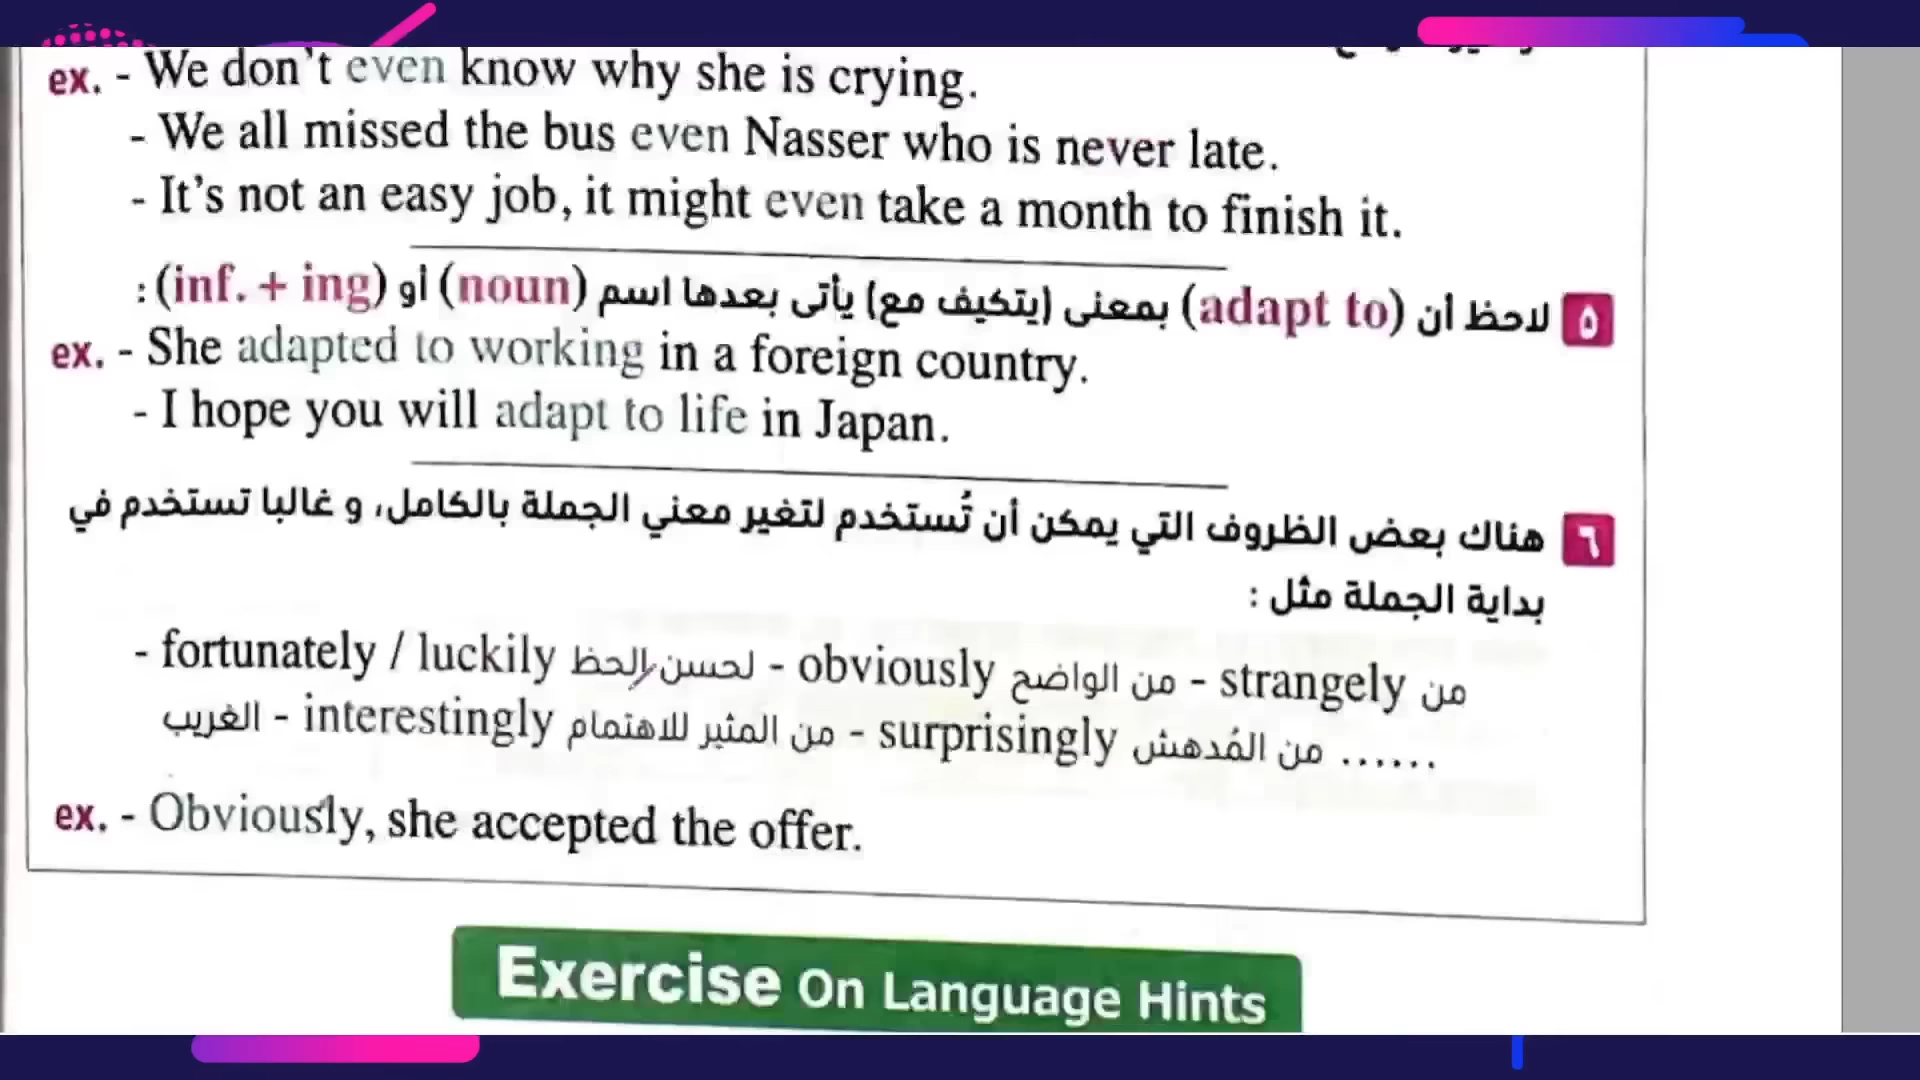 ex. - We don't even know why she is crying.
- We all missed the bus even Nasser who is never late.
- It's not an easy job, it might even take a month to finish it.
٥ لاحظ أن (adapt to) بمعنى (يتكيف مع) يأتى بعدها اسم (noun) أو (inf. + ing) :
ex. - She adapted to working in a foreign country.
- I hope you will adapt to life in Japan.
٦ هناك بعض الظروف التي يمكن أن تُستخدم لتغير معني الجملة بالكامل، و غالبا تستخدم في
بداية الجملة مثل :
- fortunately / luckily لحسن الحظ - obviously من الواضح - strangely من
الغريب - interestingly من المثير للاهتمام - surprisingly من المُدهش ......
ex. - Obviously, she accepted the offer.
Exercise On Language Hints